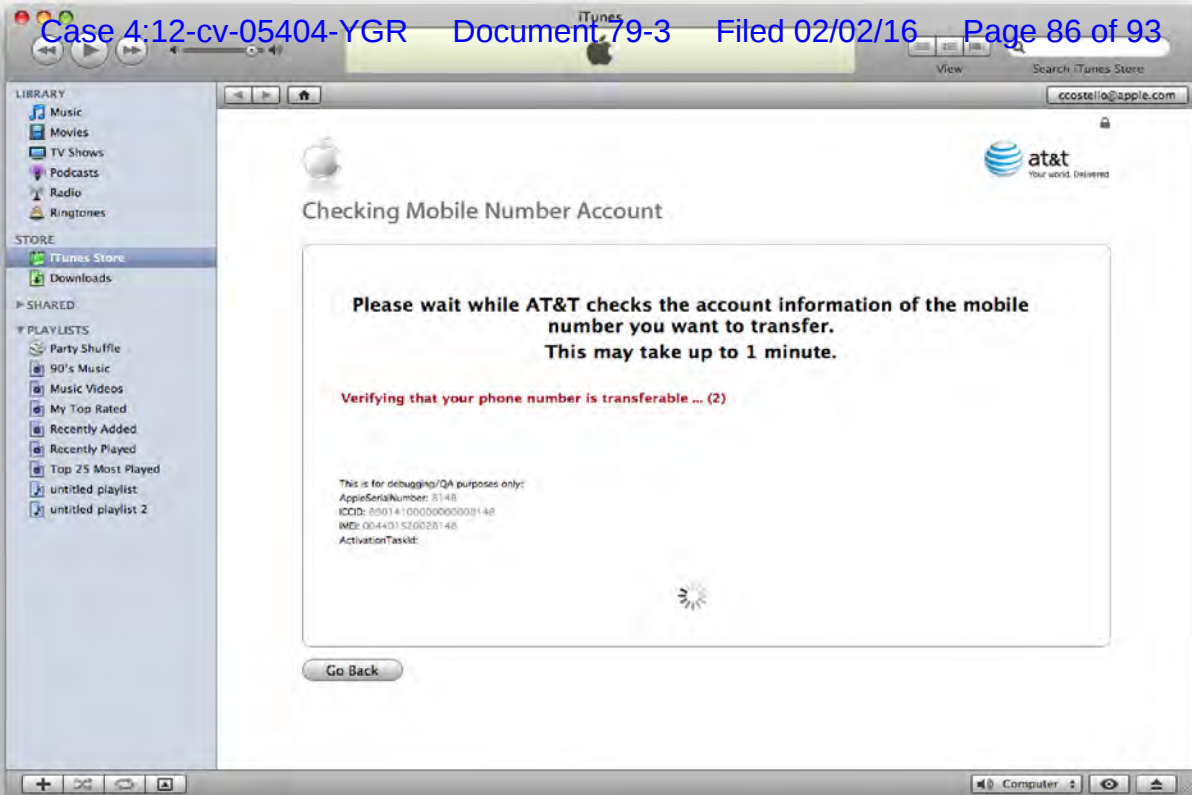 iTunes
Case 4:12-cv-05404-YGR Document 79-3 Filed 02/02/16 Page 86 of 93
View
Search iTunes Store
ccostello@apple.com
LIBRARY
Music
Movies
TV Shows
Podcasts
Radio
Ringtones
STORE
iTunes Store
Downloads
SHARED
PLAYLISTS
Party Shuffle
90's Music
Music Videos
My Top Rated
Recently Added
Recently Played
Top 25 Most Played
untitled playlist
untitled playlist 2
at&t
Your world. Delivered
Checking Mobile Number Account
Please wait while AT&T checks the account information of the mobile
number you want to transfer.
This may take up to 1 minute.
Verifying that your phone number is transferable ... (2)
This is for debugging/QA purposes only:
AppleSerialNumber: 8148
ICCID:
IMEI: 004401520028148
ActivationTaskId:
Go Back
Computer